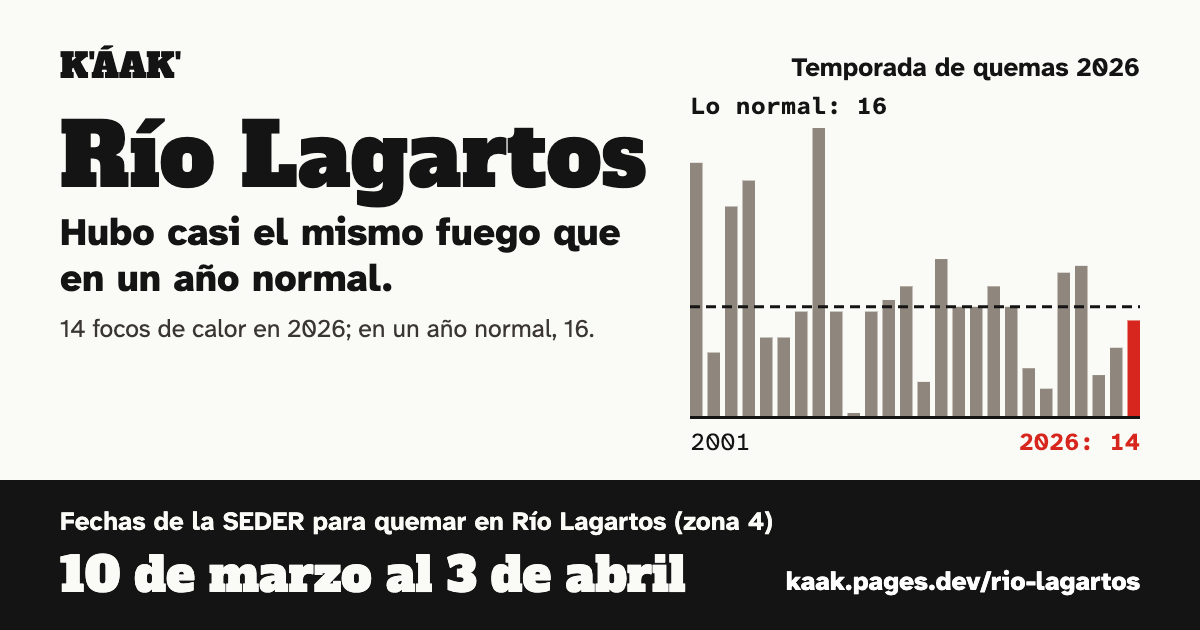 K'ÁAK'
Río Lagartos
Hubo casi el mismo fuego que
en un año normal.
14 focos de calor en 2026; en un año normal, 16.
Temporada de quemas 2026
Lo normal: 16
2001
2026: 14
Fechas de la SEDER para quemar en Río Lagartos (zona 4)
10 de marzo al 3 de abril
kaak.pages.dev/rio-lagartos